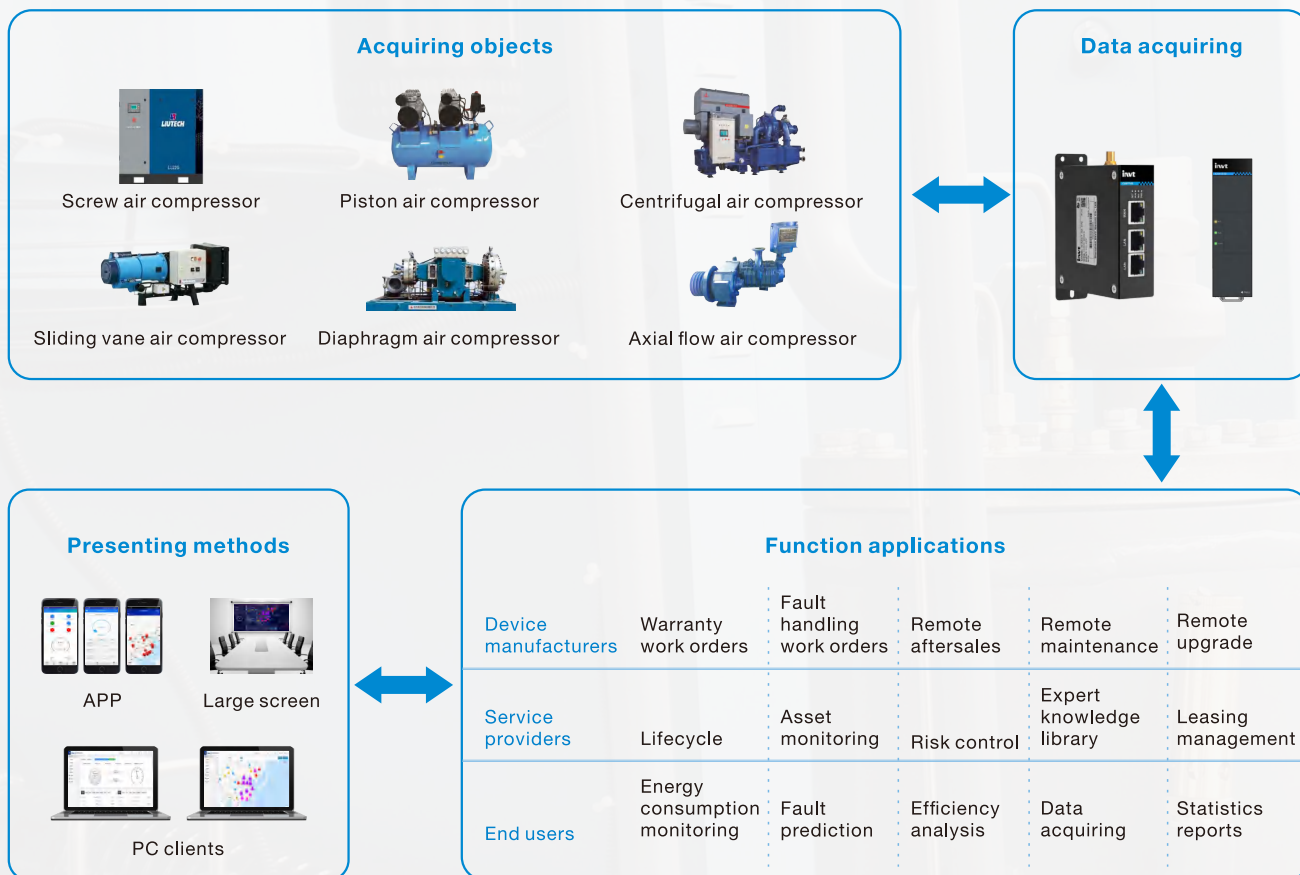 Acquiring objects
LIUTECH
Screw air compressor
Piston air compressor
Centrifugal air compressor
Sliding vane air compressor
Diaphragm air compressor
Axial flow air compressor
Data acquiring
invt
invt
Presenting methods
APP
Large screen
PC clients
Function applications
Device
manufacturers
Warranty
work orders
Fault
handling
work orders
Remote
aftersales
Remote
maintenance
Remote
upgrade
Service
providers
Lifecycle
Asset
monitoring
Risk control
Expert
knowledge
library
Leasing
management
End users
Energy
consumption
monitoring
Fault
prediction
Efficiency
analysis
Data
acquiring
Statistics
reports